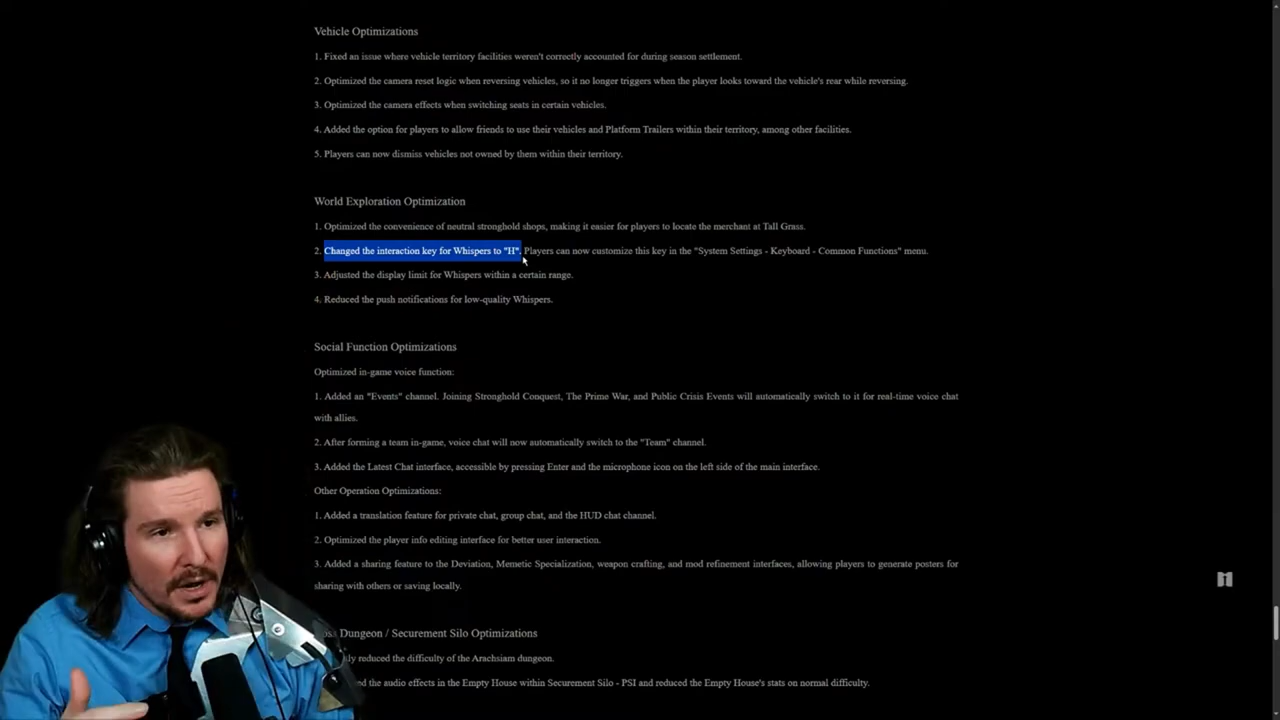 Vehicle Optimizations
1. Fixed an issue where vehicle territory facilities weren't correctly accounted for during season settlement.
2. Optimized the camera reset logic when reversing vehicles, so it no longer triggers when the player looks toward the vehicle's rear while reversing.
3. Optimized the camera effects when switching seats in certain vehicles.
4. Added the option for players to allow friends to use their vehicles and Platform Trailers within their territory, among other facilities.
5. Players can now dismiss vehicles not owned by them within their territory.
World Exploration Optimization
1. Optimized the convenience of neutral stronghold shops, making it easier for players to locate the merchant at Tall Grass.
2. Changed the interaction key for Whispers to "H". Players can now customize this key in the "System Settings - Keyboard - Common Functions" menu.
3. Adjusted the display limit for Whispers within a certain range.
4. Reduced the push notifications for low-quality Whispers.
Social Function Optimizations
Optimized in-game voice function:
1. Added an "Events" channel. Joining Stronghold Conquest, The Prime War, and Public Crisis Events will automatically switch to it for real-time voice chat
with allies.
2. After forming a team in-game, voice chat will now automatically switch to the "Team" channel.
3. Added the Latest Chat interface, accessible by pressing Enter and the microphone icon on the left side of the main interface.
Other Operation Optimizations:
1. Added a translation feature for private chat, group chat, and the HUD chat channel.
2. Optimized the player info editing interface for better user interaction.
3. Added a sharing feature to the Deviation, Memetic Specialization, weapon crafting, and mod refinement interfaces, allowing players to generate posters for
sharing with others or saving locally.
Dungeon / Securement Silo Optimizations
reduced the difficulty of the Arachsiam dungeon.
the audio effects in the Empty House within Securement Silo - PSI and reduced the Empty House's stats on normal difficulty.